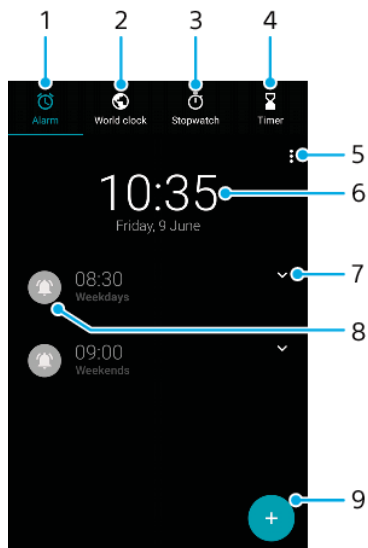 1 2 3 4
Alarm World clock Stopwatch Timer
5
10:35 6
Friday, 9 June
08:30 7
Weekdays
8
09:00
Weekends
9